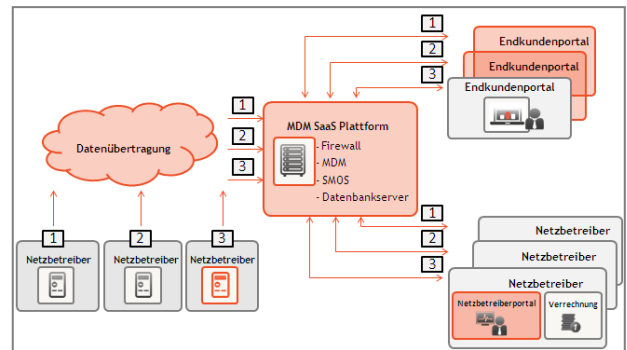 1
Endkundenportal
2
Endkundenportal
3
Endkundenportal
1
2
3
Datenübertragung
MDM SaaS Plattform
- Firewall
- MDM
- SMOS
- Datenbankserver
1
2
3
Netzbetreiber
Netzbetreiber
Netzbetreiber
1
Netzbetreiber
2
Netzbetreiber
3
Netzbetreiber
Netzbetreiberportal
Verrechnung